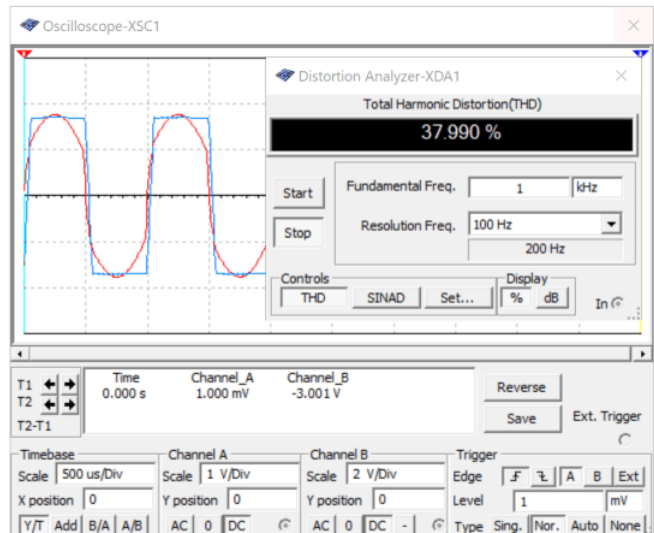 Oscilloscope-XSC1
Distortion Analyzer-XDA1
Total Harmonic Distortion(THD)
37.990 %
Start
Stop
Fundamental Freq. 1 kHz
Resolution Freq. 100 Hz
200 Hz
Controls
THD SINAD Set...
Display
% dB
In
T1
T2
T2-T1
Time Channel_A Channel_B
0.000 s 1.000 mV -3.001 V
Reverse
Save
Ext. Trigger
Timebase
Scale 500 us/Div
X position 0
Y/T Add B/A A/B
Channel A
Scale 1 V/Div
Y position 0
AC 0 DC
Channel B
Scale 2 V/Div
Y position 0
AC 0 DC -
Trigger
Edge A B Ext
Level 1 mV
Type Sing. Nor. Auto None